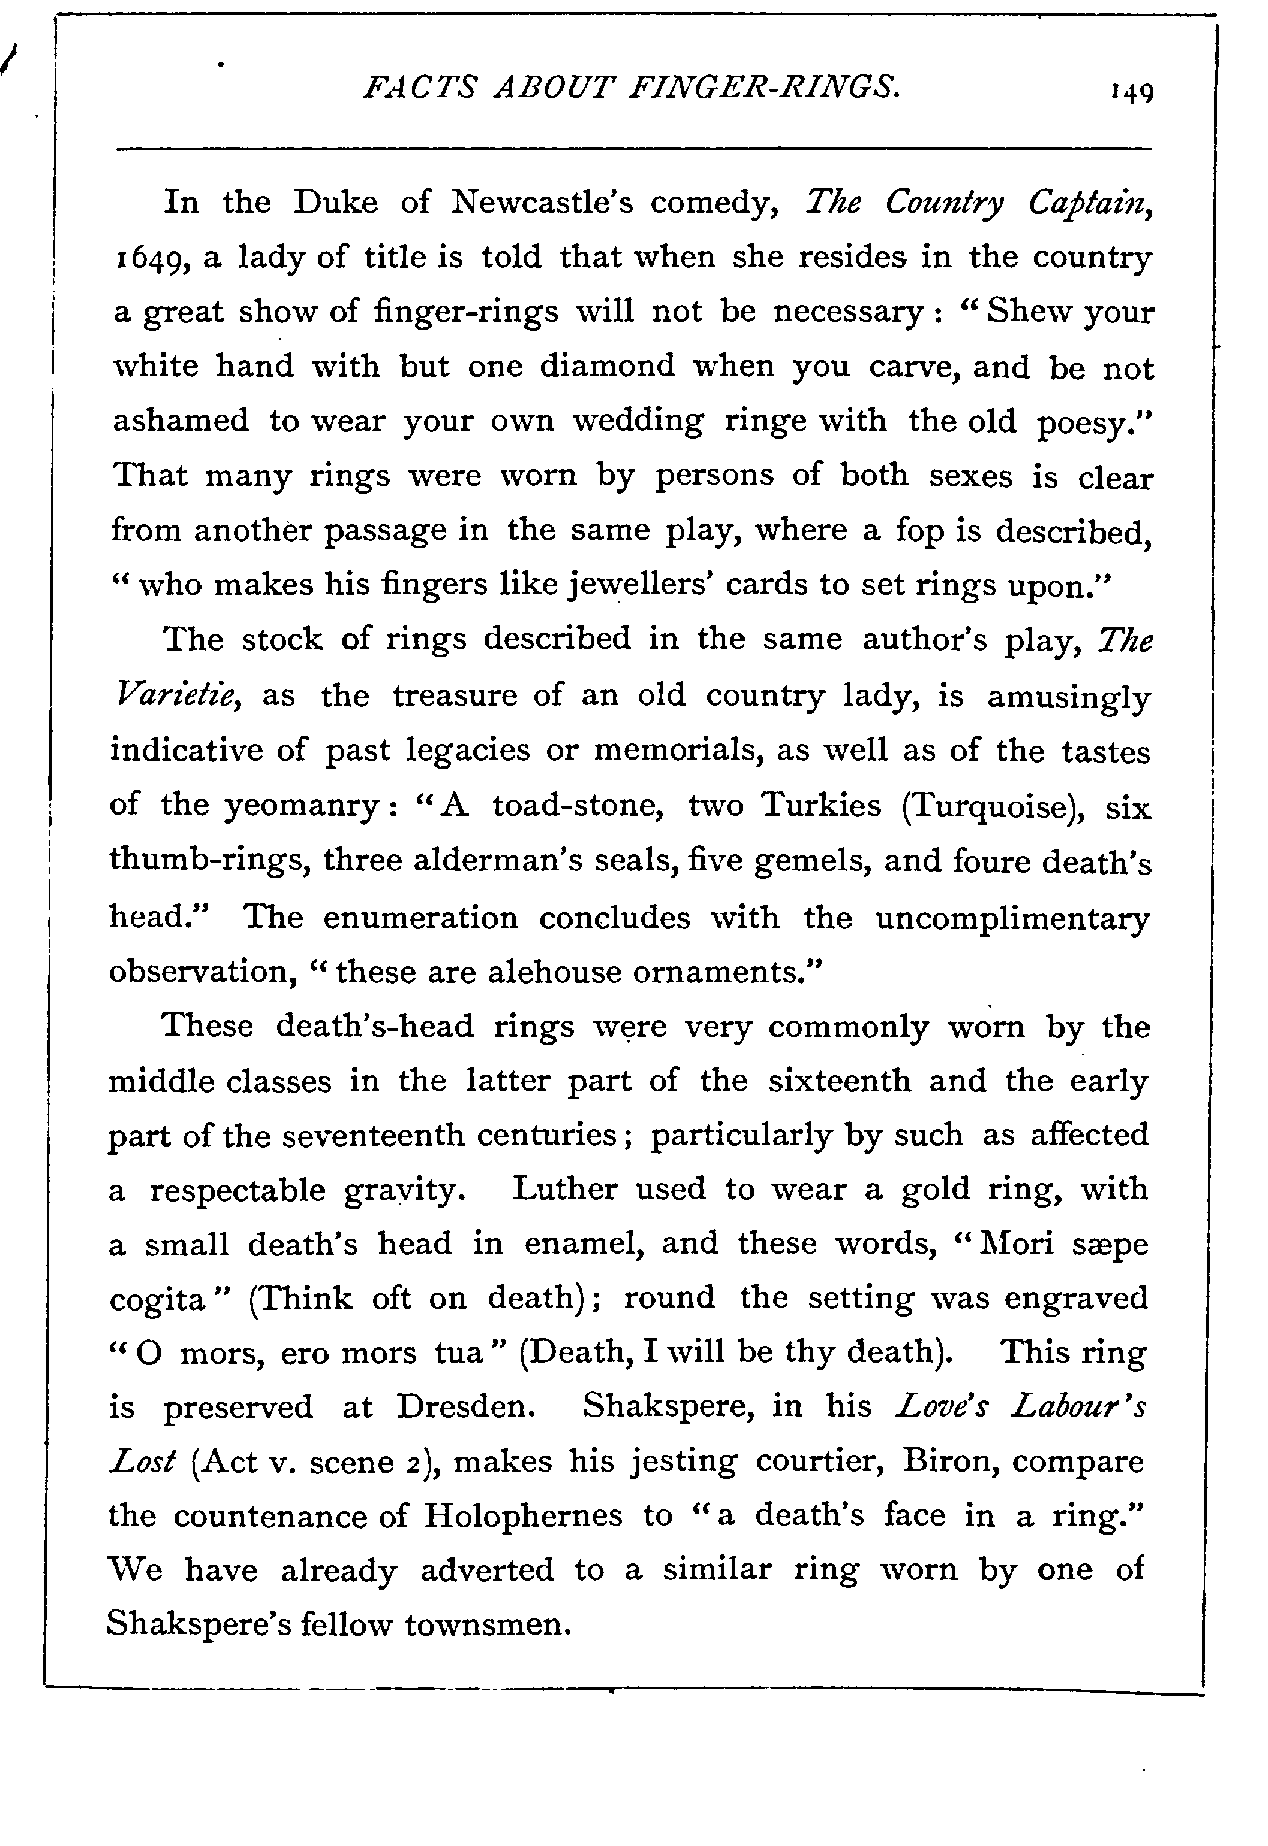 FACTS ABOUT FINGER-RINGS. 149
In the Duke of Newcastle's comedy, The Country Captain,
1649, a lady of title is told that when she resides in the country
a great show of finger-rings will not be necessary : “ Shew your
white hand with but one diamond when you carve, and be not
ashamed to wear your own wedding ringe with the old poesy.”
That many rings were worn by persons of both sexes is clear
from another passage in the same play, where a fop is described,
“ who makes his fingers like jewellers' cards to set rings upon.”
The stock of rings described in the same author's play, The
Varietie, as the treasure of an old country lady, is amusingly
indicative of past legacies or memorials, as well as of the tastes
of the yeomanry : “ A toad-stone, two Turkies (Turquoise), six
thumb-rings, three alderman's seals, five gemels, and foure death's
head.” The enumeration concludes with the uncomplimentary
observation, “ these are alehouse ornaments.”
These death's-head rings were very commonly worn by the
middle classes in the latter part of the sixteenth and the early
part of the seventeenth centuries ; particularly by such as affected
a respectable gravity. Luther used to wear a gold ring, with
a small death's head in enamel, and these words, “ Mori sæpe
cogita ” (Think oft on death) ; round the setting was engraved
“ O mors, ero mors tua ” (Death, I will be thy death). This ring
is preserved at Dresden. Shakspere, in his Love's Labour's
Lost (Act v. scene 2), makes his jesting courtier, Biron, compare
the countenance of Holophernes to “ a death's face in a ring.”
We have already adverted to a similar ring worn by one of
Shakspere's fellow townsmen.